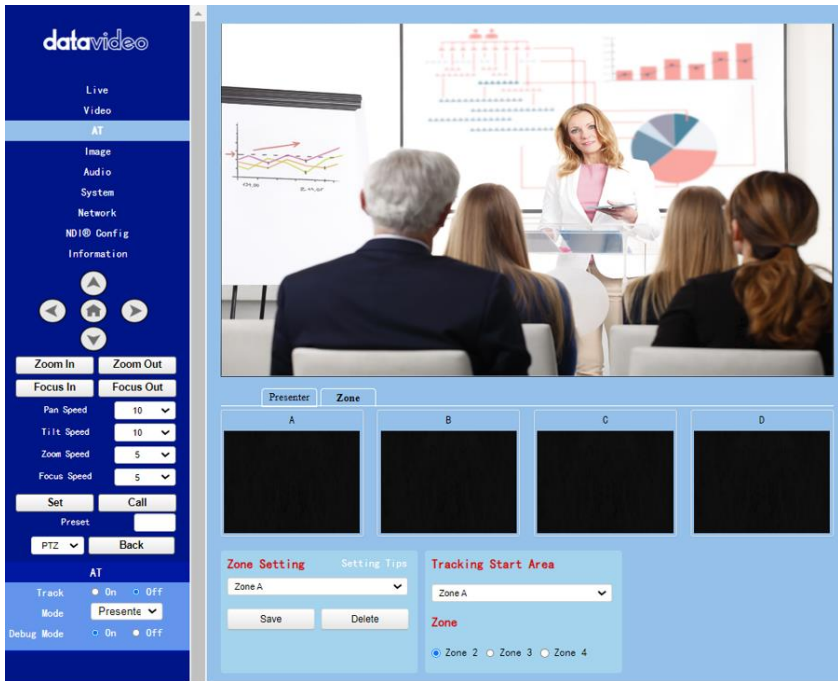 datavideo
Live
Video
AT
Image
Audio
System
Network
NDI® Config
Information
Zoom In Zoom Out
Focus In Focus Out
Pan Speed 10
Tilt Speed 10
Zoom Speed 5
Focus Speed 5
Set Call
Preset
PTZ Back
AT
Track On Off
Mode Presente
Debug Mode On Off
Presenter Zone
A B C D
Zone Setting Setting Tips
Zone A
Save Delete
Tracking Start Area
Zone A
Zone
Zone 2 Zone 3 Zone 4